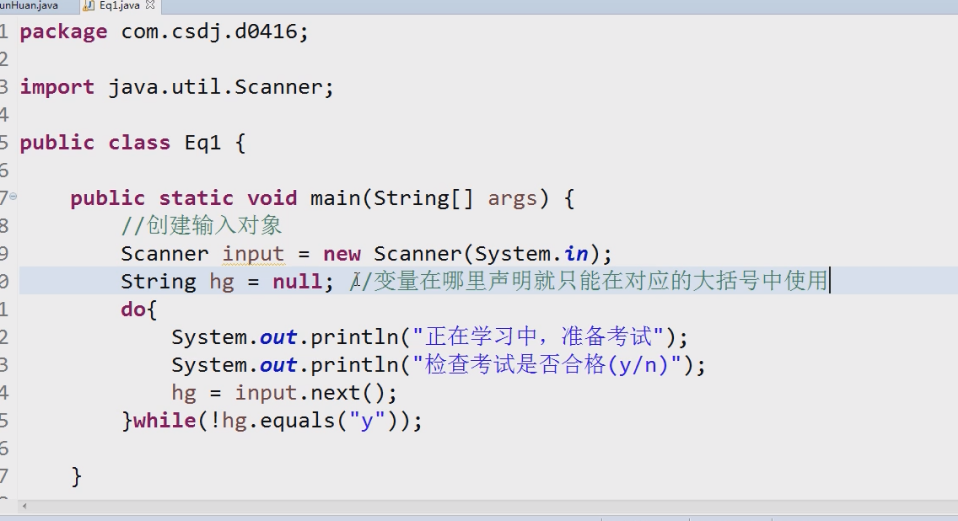 unHuan.java Eq1.java
1 package com.csdj.d0416;
2
3 import java.util.Scanner;
4
5 public class Eq1 {
6
7 public static void main(String[] args) {
8 //创建输入对象
9 Scanner input = new Scanner(System.in);
0 String hg = null; //变量在哪里声明就只能在对应的大括号中使用
1 do{
2 System.out.println("正在学习中，准备考试");
3 System.out.println("检查考试是否合格(y/n)");
4 hg = input.next();
5 }while(!hg.equals("y"));
6
7 }